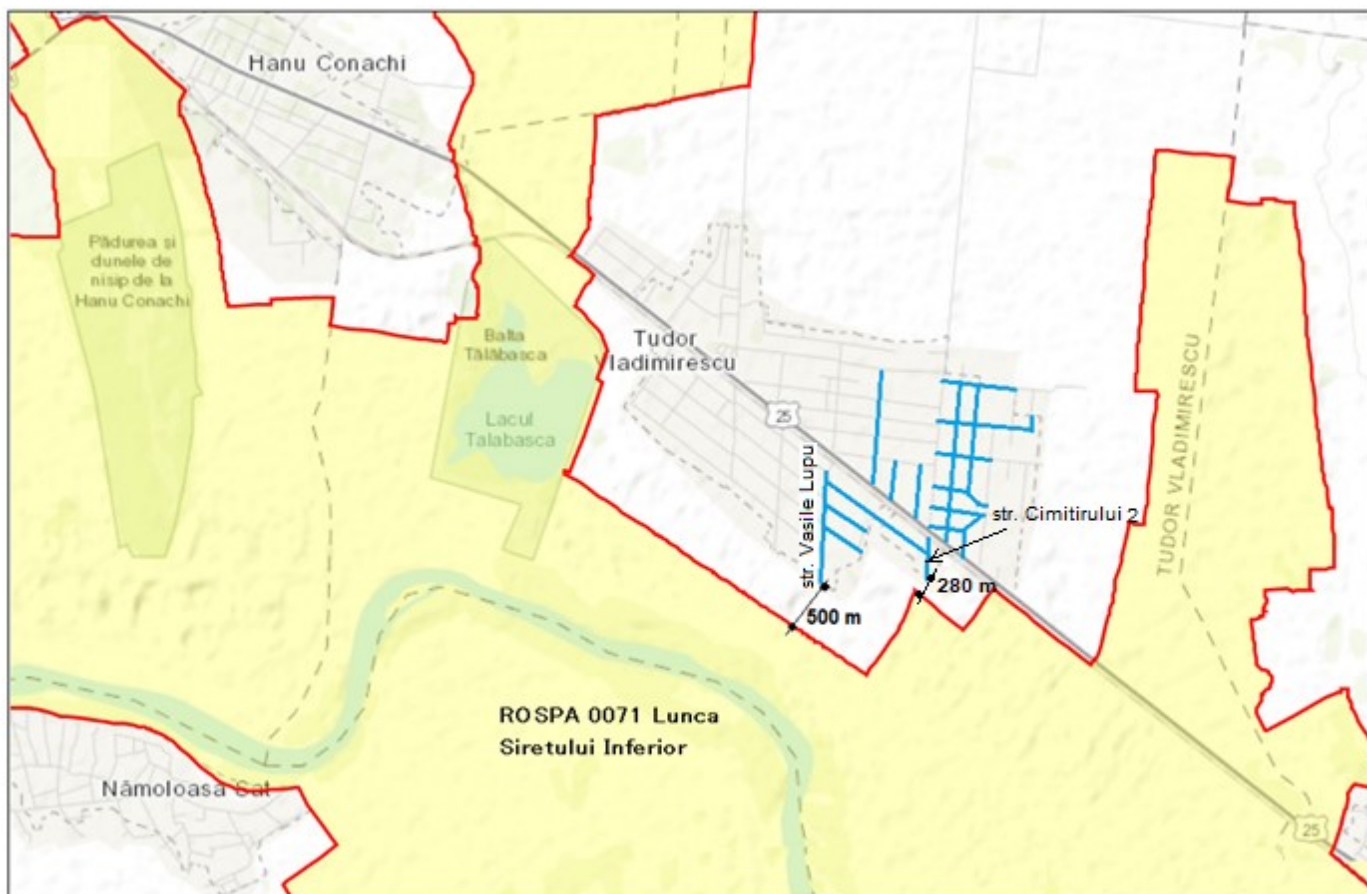 Hanu Conachi
Pădurea și
dunele de
nisip de la
Hanu Conachi
Balta
Tălăbasca
Lacul
Talabasca
Tudor
Vladimirescu
25
TUDOR VLADIMIRESCU
str. Vasile Lupu
str. Cimitirului 2
280 m
500 m
ROSPA 0071 Lunca
Siretului Inferior
Nămoloasa Sat
25